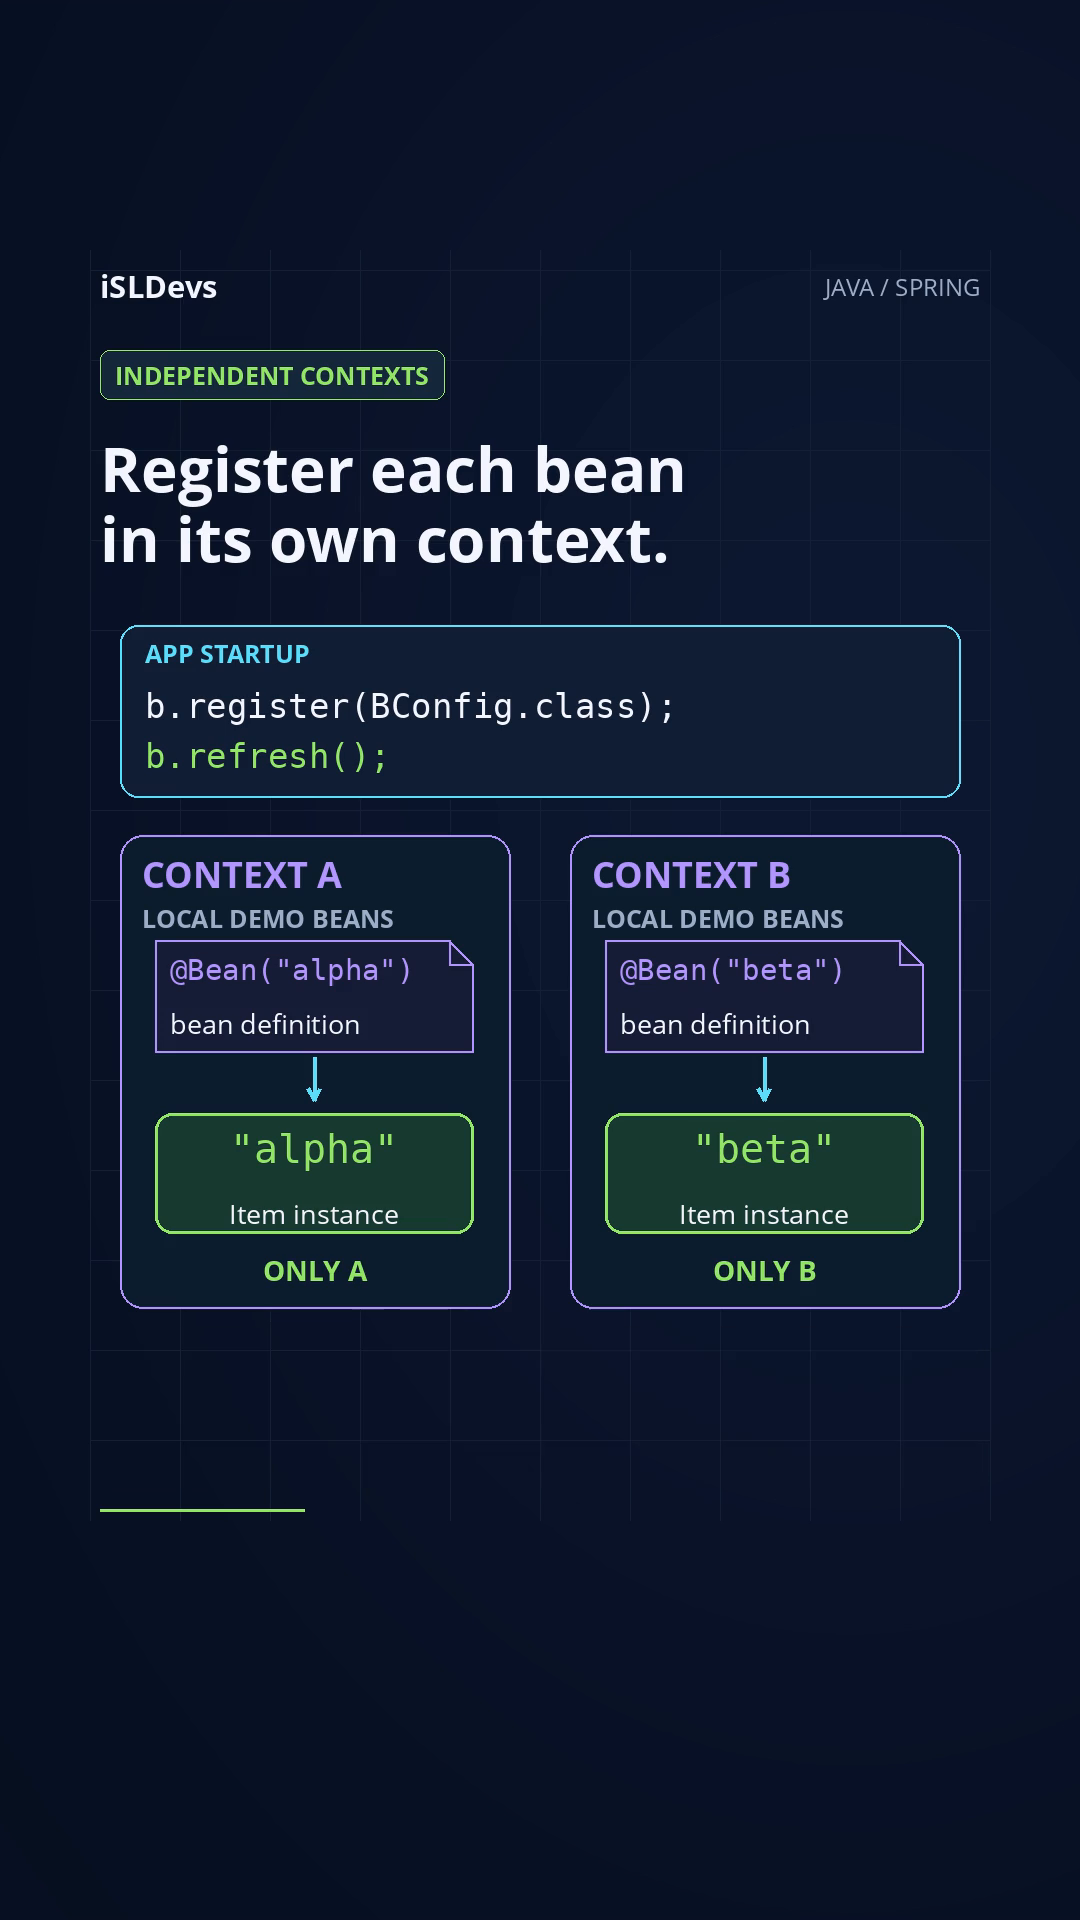 iSLDevs
JAVA / SPRING
INDEPENDENT CONTEXTS
Register each bean
in its own context.
APP STARTUP
b.register(BConfig.class);
b.refresh();
CONTEXT A
LOCAL DEMO BEANS
@Bean("alpha")
bean definition
"alpha"
Item instance
ONLY A
CONTEXT B
LOCAL DEMO BEANS
@Bean("beta")
bean definition
"beta"
Item instance
ONLY B